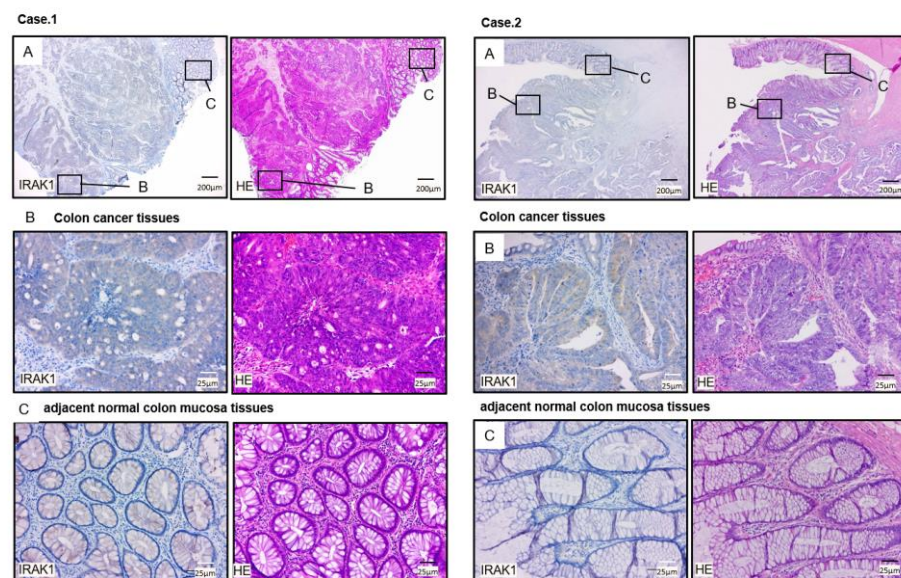 Case.1
A
C
B
IRAK1
200μm
C
B
HE
200μm
B Colon cancer tissues
IRAK1
25μm
HE
25μm
C adjacent normal colon mucosa tissues
IRAK1
25μm
HE
25μm
Case.2
A
C
B
IRAK1
200μm
C
B
HE
200μm
Colon cancer tissues
B
IRAK1
25μm
HE
25μm
adjacent normal colon mucosa tissues
C
IRAK1
25μm
HE
25μm